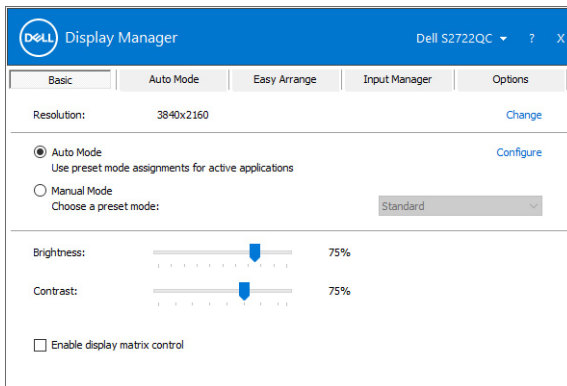 DELL Display Manager Dell S2722QC ? X
Basic Auto Mode Easy Arrange Input Manager Options
Resolution: 3840x2160 Change
Auto Mode Configure
Use preset mode assignments for active applications
Manual Mode
Choose a preset mode: Standard
Brightness: 75%
Contrast: 75%
Enable display matrix control